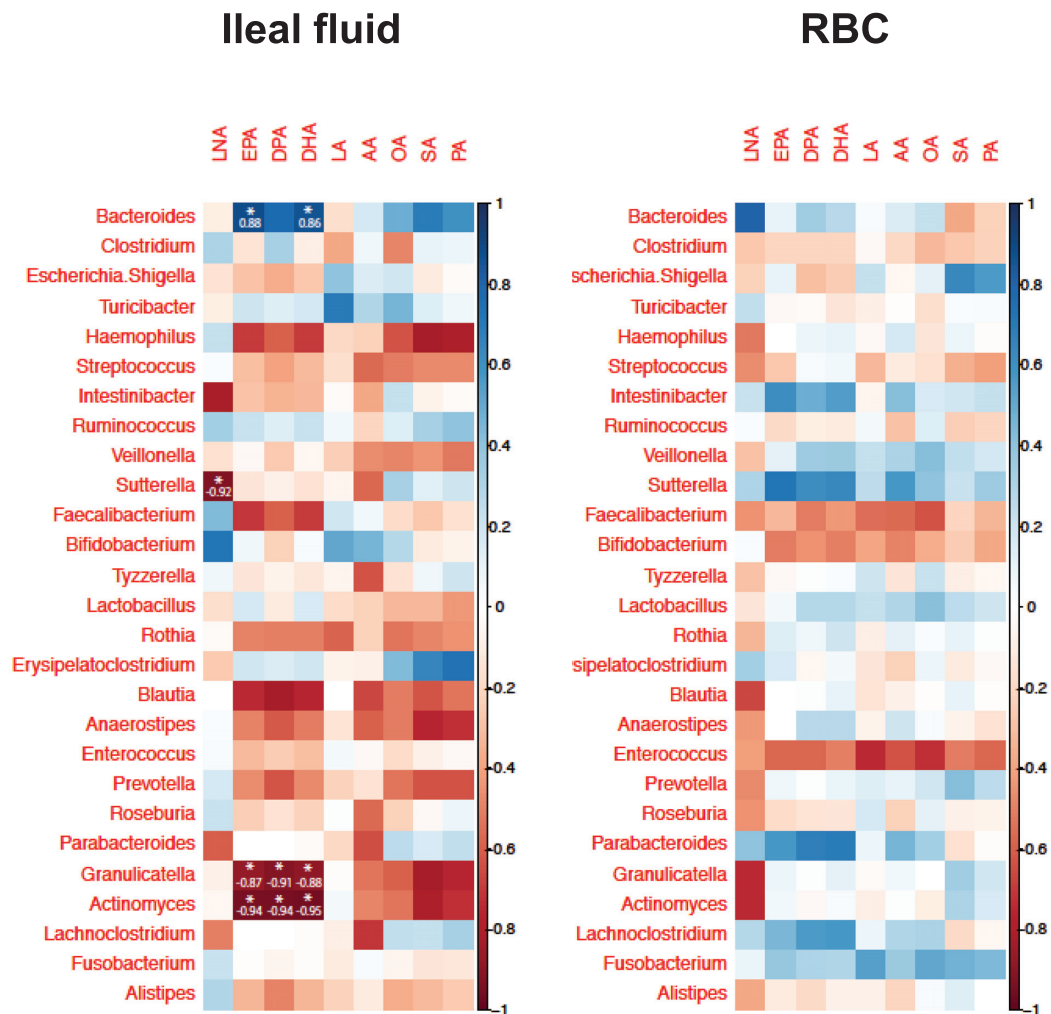 Ileal fluid RBC
LNA EPA DPA DHA LA AA OA SA PA
LNA EPA DPA DHA LA AA OA SA PA
Bacteroides * 0.88 * 0.86
Clostridium
Escherichia.Shigella
Turicibacter
Haemophilus
Streptococcus
Intestinibacter
Ruminococcus
Veillonella
Sutterella * -0.92
Faecalibacterium
Bifidobacterium
Tyzzerella
Lactobacillus
Rothia
Erysipelatoclostridium
Blautia
Anaerostipes
Enterococcus
Prevotella
Roseburia
Parabacteroides
Granulicatella * -0.87 * -0.91 * -0.88
Actinomyces * -0.94 * -0.94 * -0.95
Lachnoclostridium
Fusobacterium
Alistipes
1
0.8
0.6
0.4
0.2
0
-0.2
-0.4
-0.6
-0.8
-1
Bacteroides
Clostridium
scherichia.Shigella
Turicibacter
Haemophilus
Streptococcus
Intestinibacter
Ruminococcus
Veillonella
Sutterella
Faecalibacterium
Bifidobacterium
Tyzzerella
Lactobacillus
Rothia
sipelatoclostridium
Blautia
Anaerostipes
Enterococcus
Prevotella
Roseburia
Parabacteroides
Granulicatella
Actinomyces
Lachnoclostridium
Fusobacterium
Alistipes
1
0.8
0.6
0.4
0.2
0
-0.2
-0.4
-0.6
-0.8
-1